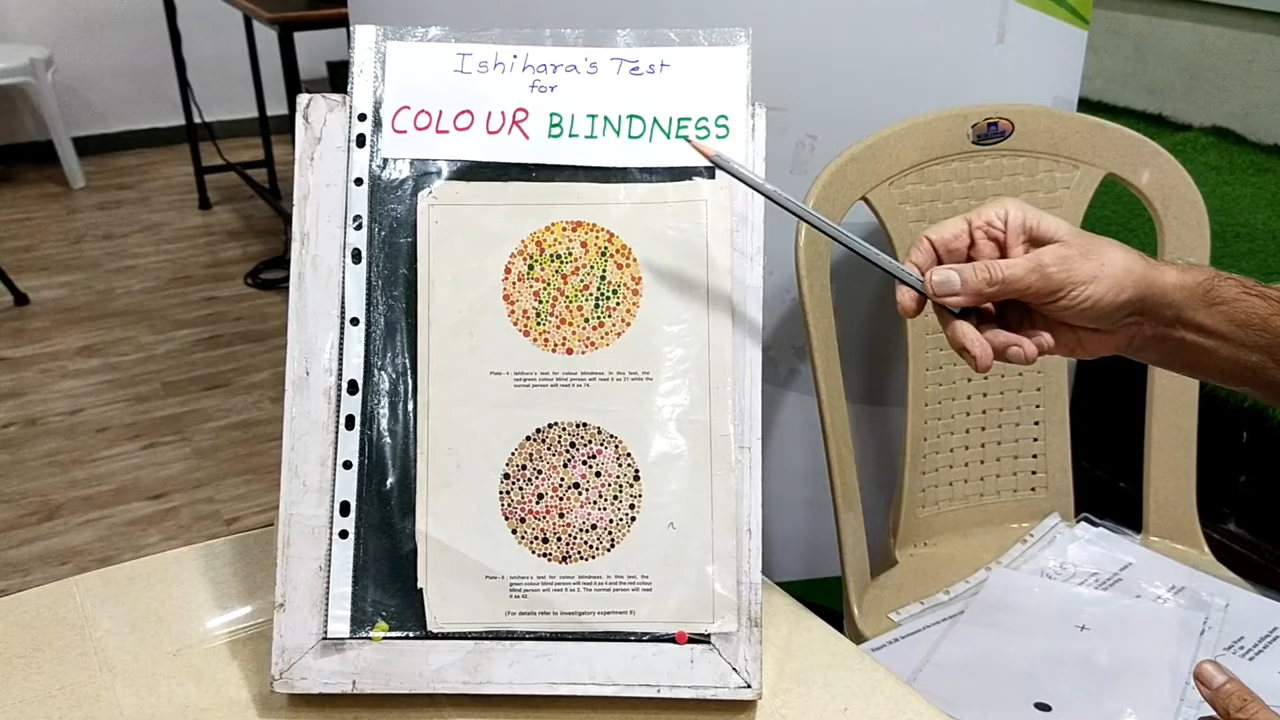 Ishihara's Test
for
COLOUR BLINDNESS
74
Plate-4 : Ishihara's test for colour blindness. In this test, the
red-green colour blind person will read it as 21 while the
normal person will read it as 74.
42
Plate-5 : Ishihara's test for colour blindness. In this test, the
green colour blind person will read it as 4 and the red colour
blind person will read it as 2. The normal person will read
it as 42.
(For details refer to investigatory experiment 8)